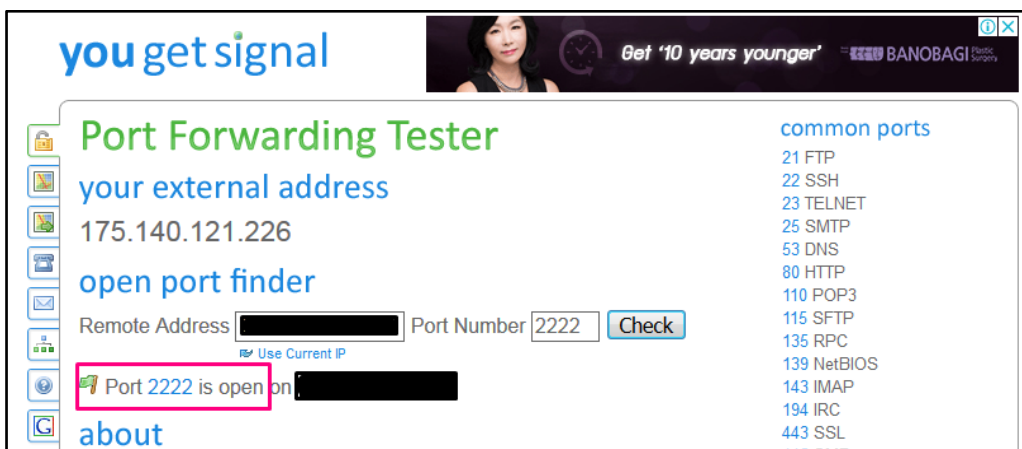 you get signal
Get '10 years younger'
BANOBAGI Plastic Surgery
Port Forwarding Tester
your external address
175.140.121.226
open port finder
Remote Address Port Number 2222 Check
Use Current IP
Port 2222 is open on
about
common ports
21 FTP
22 SSH
23 TELNET
25 SMTP
53 DNS
80 HTTP
110 POP3
115 SFTP
135 RPC
139 NetBIOS
143 IMAP
194 IRC
443 SSL